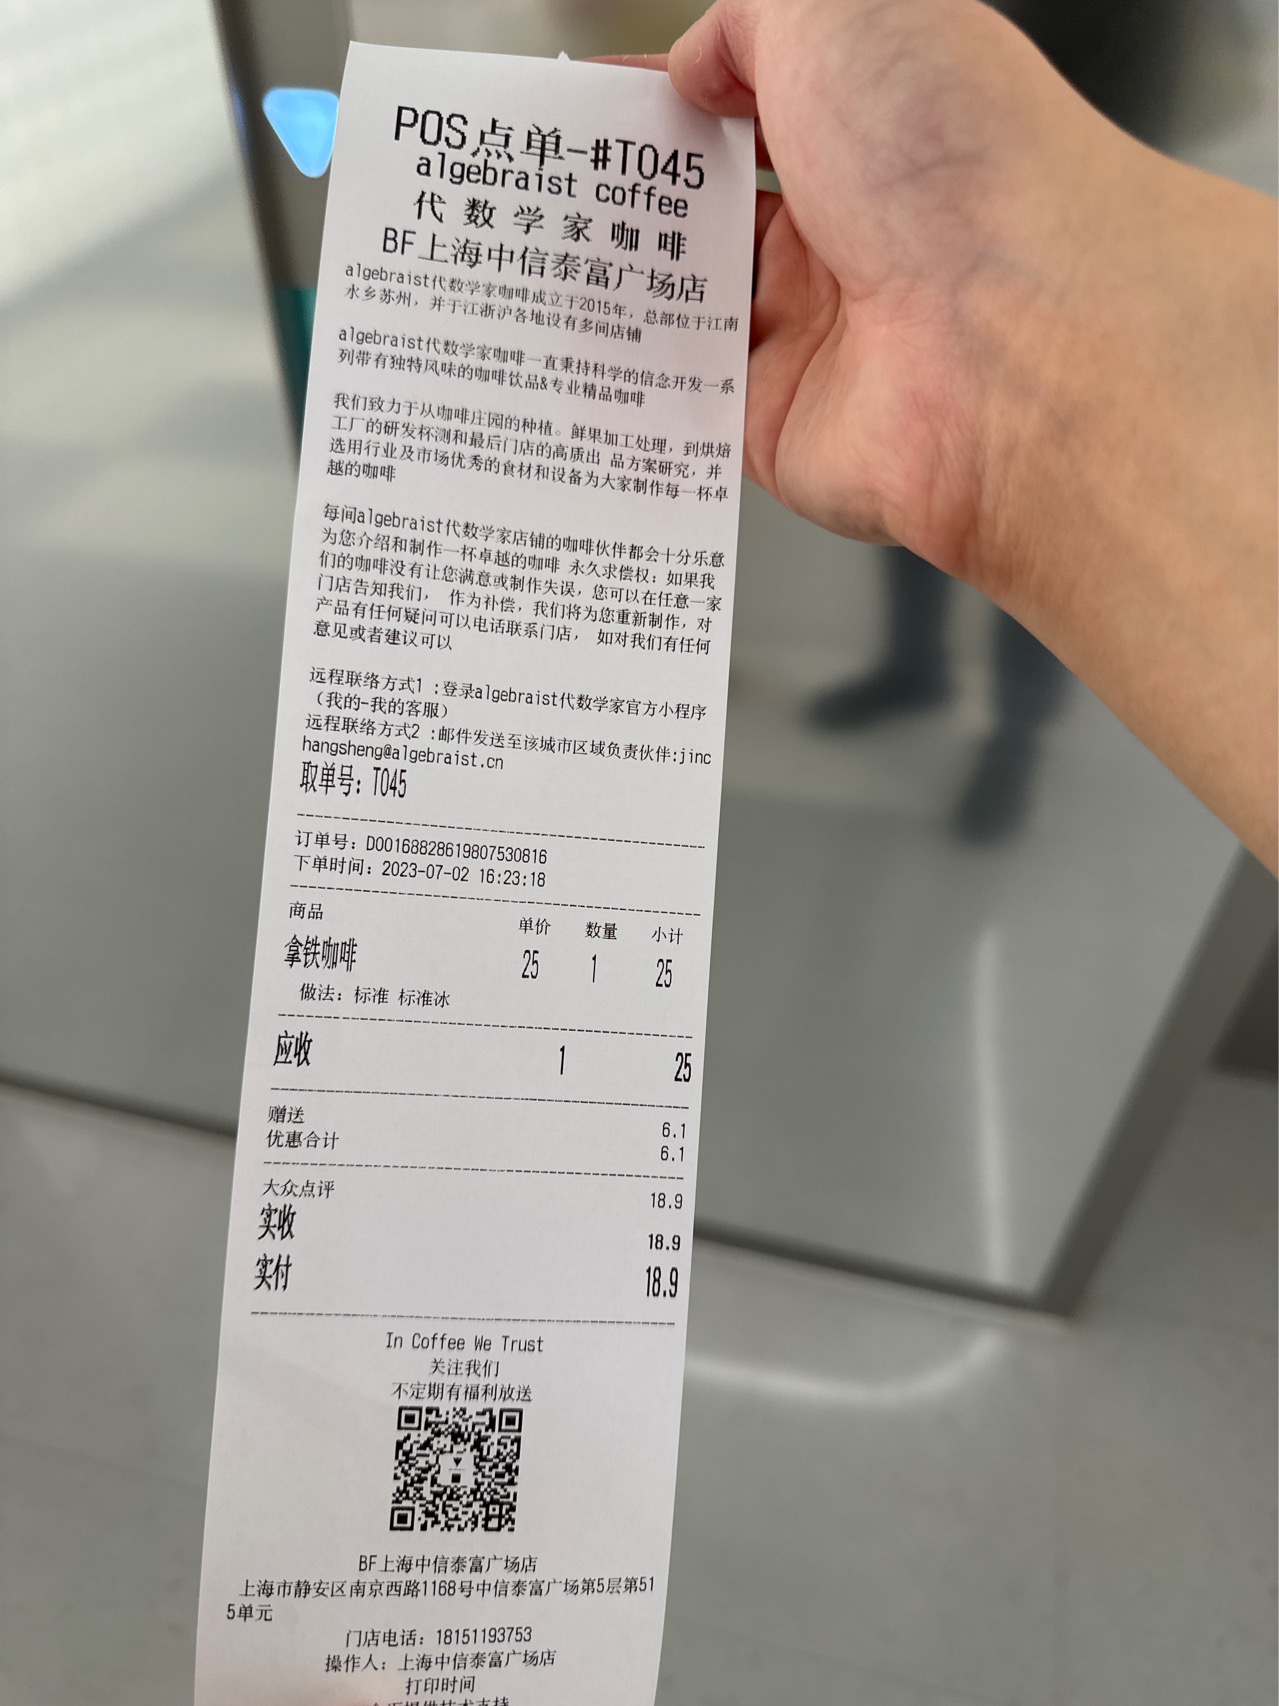 POS点单-#T045
algebraist coffee
代数学家咖啡
BF上海中信泰富广场店
algebraist代数学家咖啡成立于2015年，总部位于江南
水乡苏州，并于江浙沪各地设有多间店铺
algebraist代数学家咖啡一直秉持科学的信念开发一系
列带有独特风味的咖啡饮品&专业精品咖啡
我们致力于从咖啡庄园的种植。鲜果加工处理，到烘焙
工厂的研发杯测和最后门店的高质出 品方案研究，并
选用行业及市场优秀的食材和设备为大家制作每一杯卓
越的咖啡
每间algebraist代数学家店铺的咖啡伙伴都会十分乐意
为您介绍和制作一杯卓越的咖啡 永久求偿权；如果我
们的咖啡没有让您满意或制作失误，您可以在任意一家
门店告知我们， 作为补偿，我们将为您重新制作，对
产品有任何疑问可以电话联系门店， 如对我们有任何
意见或者建议可以
远程联络方式1 :登录algebraist代数学家官方小程序
（我的-我的客服）
远程联络方式2 :邮件发送至该城市区域负责伙伴:jinc
hangsheng@algebraist.cn
取单号：T045
订单号：D00168828619807530816
下单时间：2023-07-02 16:23:18
商品 单价 数量 小计
拿铁咖啡 25 1 25
做法：标准 标准冰
应收 1 25
赠送 6.1
优惠合计 6.1
大众点评 18.9
实收 18.9
实付 18.9
In Coffee We Trust
关注我们
不定期有福利放送
BF上海中信泰富广场店
上海市静安区南京西路1168号中信泰富广场第5层第51
5单元
门店电话：18151193753
操作人：上海中信泰富广场店
打印时间
提供技术支持